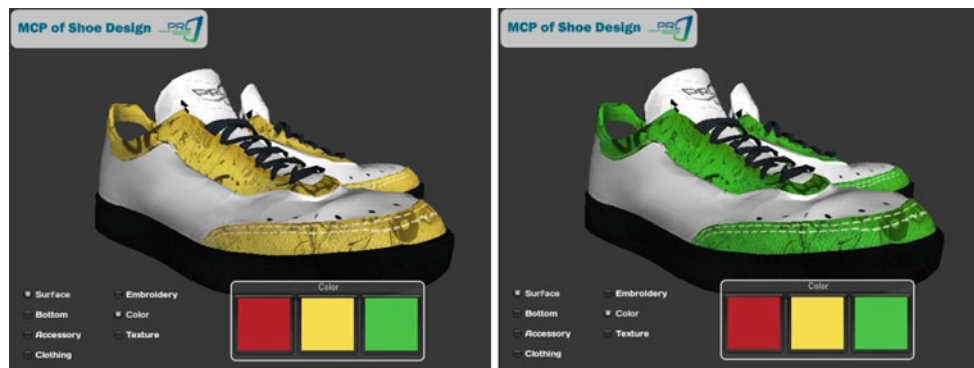 MCP of Shoe Design
Color
Surface
Embroidery
Bottom
Color
Accessory
Texture
Clothing
MCP of Shoe Design
Color
Surface
Embroidery
Bottom
Color
Accessory
Texture
Clothing